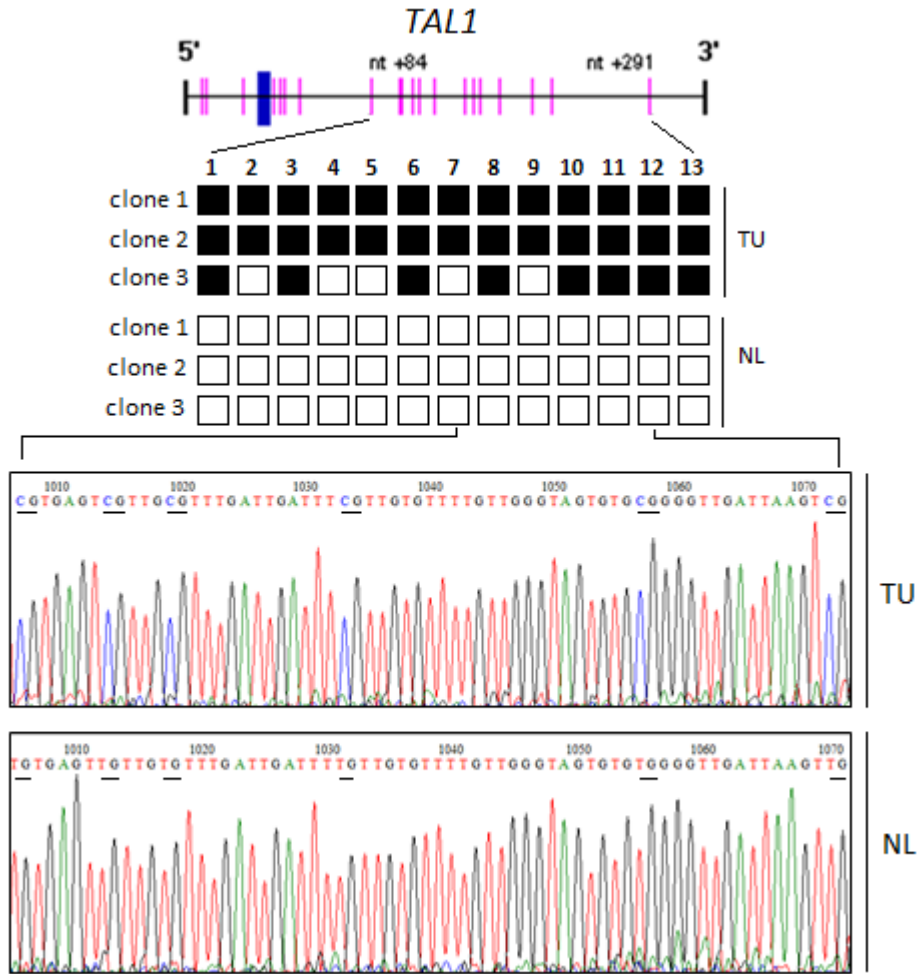 TAL1
5' 3'
nt +84 nt +291
1 2 3 4 5 6 7 8 9 10 11 12 13
clone 1
clone 2
clone 3
TU
clone 1
clone 2
clone 3
NL
1010 1020 1030 1040 1050 1060 1070
CGTGAGTCGTTGCGTTTGATTGATTTCGTTGTGTTTTGTTGGGTAGTGTGCGGGGTTGATTAAGTCG
TU
1010 1020 1030 1040 1050 1060 1070
TGTGAGTTGTTGTGTTTGATTGATTTTGTTGTGTTTTGTTGGGTAGTGTGTGGGGTTGATTAAGTTG
NL